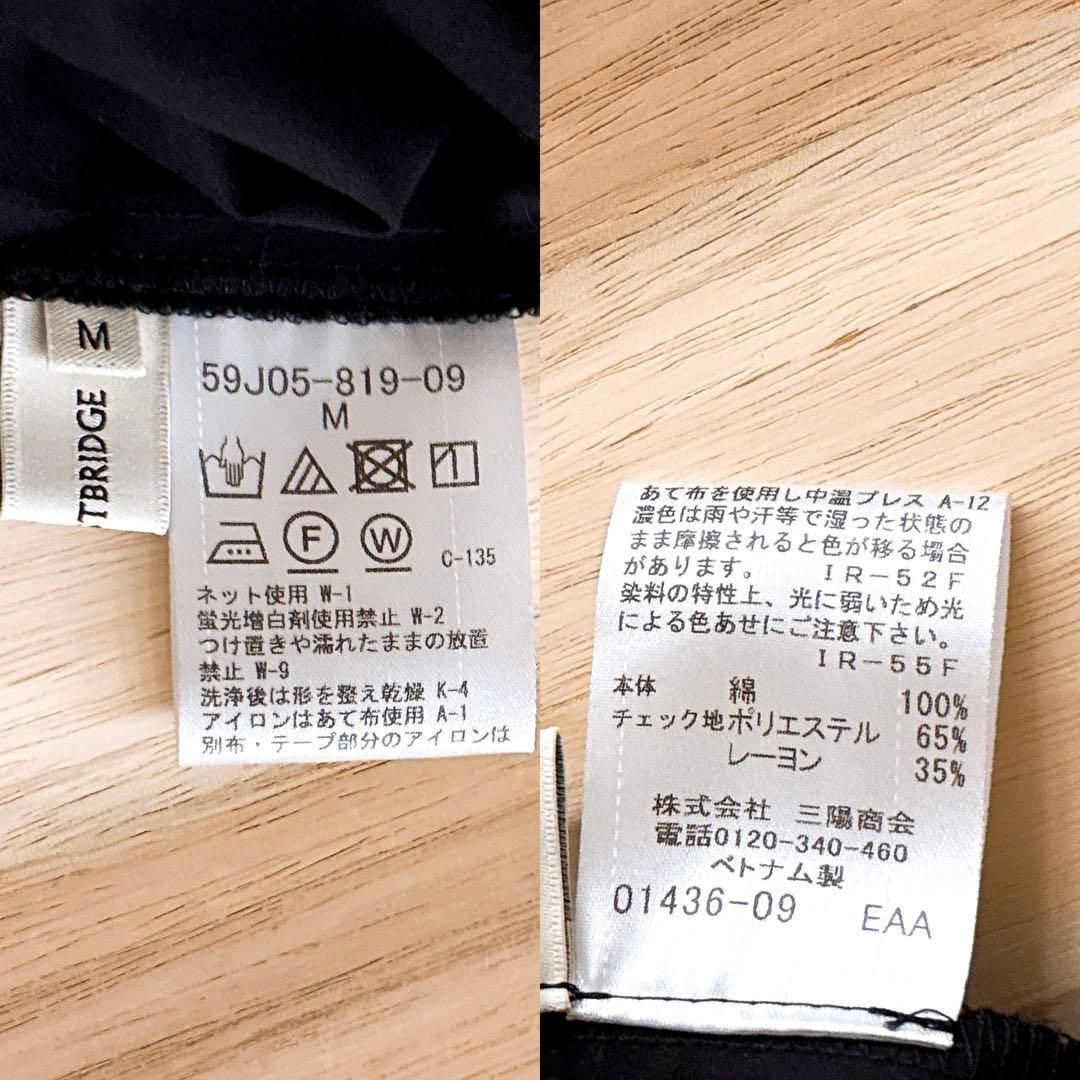 M
TBRIDGE
59J05-819-09
M
F
W
C-135
ネット使用 W-1
蛍光増白剤使用禁止 W-2
つけ置きや濡れたままの放置
禁止 W-9
洗浄後は形を整え乾燥 K-4
アイロンはあて布使用 A-1
別布・テープ部分のアイロンは
あて布を使用し中温プレス A-12
濃色は雨や汗等で湿った状態の
まま摩擦されると色が移る場合
があります。 IR-52F
染料の特性上、光に弱いため光
による色あせにご注意下さい。
IR-55F
本体 綿 100%
チェック地ポリエステル 65%
レーヨン 35%
株式会社 三陽商会
電話0120-340-460
ベトナム製
01436-09 EAA